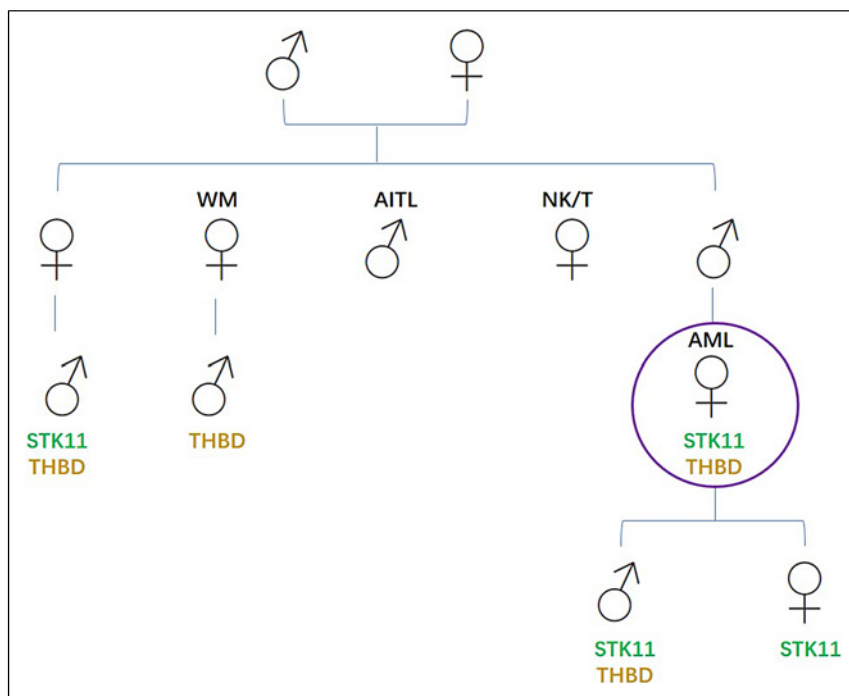 WM AITL NK/T
AML
STK11 THBD STK11
THBD THBD
STK11 STK11
THBD